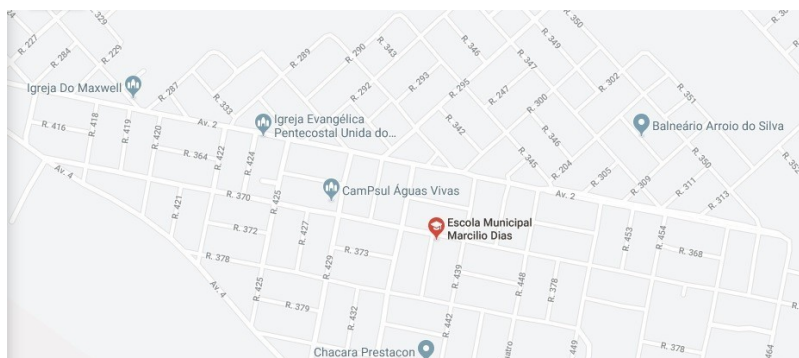 R. 329
R. 227
R. 284
R. 229
R. 289
R. 290
R. 343
R. 346
R. 349
R. 350
R. 347
R. 302
R. 351
Igreja Do Maxwell
R. 287
R. 333
R. 292
R. 293
R. 295
R. 247
R. 300
Av. 2
Igreja Evangélica
Pentecostal Unida do...
R. 342
R. 346
Balneário Arroio do Silva
R. 416
R. 418
R. 419
R. 420
R. 422
R. 424
R. 364
R. 345
R. 204
R. 305
R. 309
R. 311
R. 313
R. 350
R. 352
Av. 4
R. 421
R. 370
R. 425
CamPsul Águas Vivas
Av. 2
Escola Municipal
Marcilio Dias
R. 372
R. 427
R. 373
R. 453
R. 454
R. 368
R. 378
Av. 4
R. 425
R. 429
R. 439
R. 448
R. 378
R. 379
R. 432
R. 442
uatro
449
R. 378
464
Chacara Prestacon